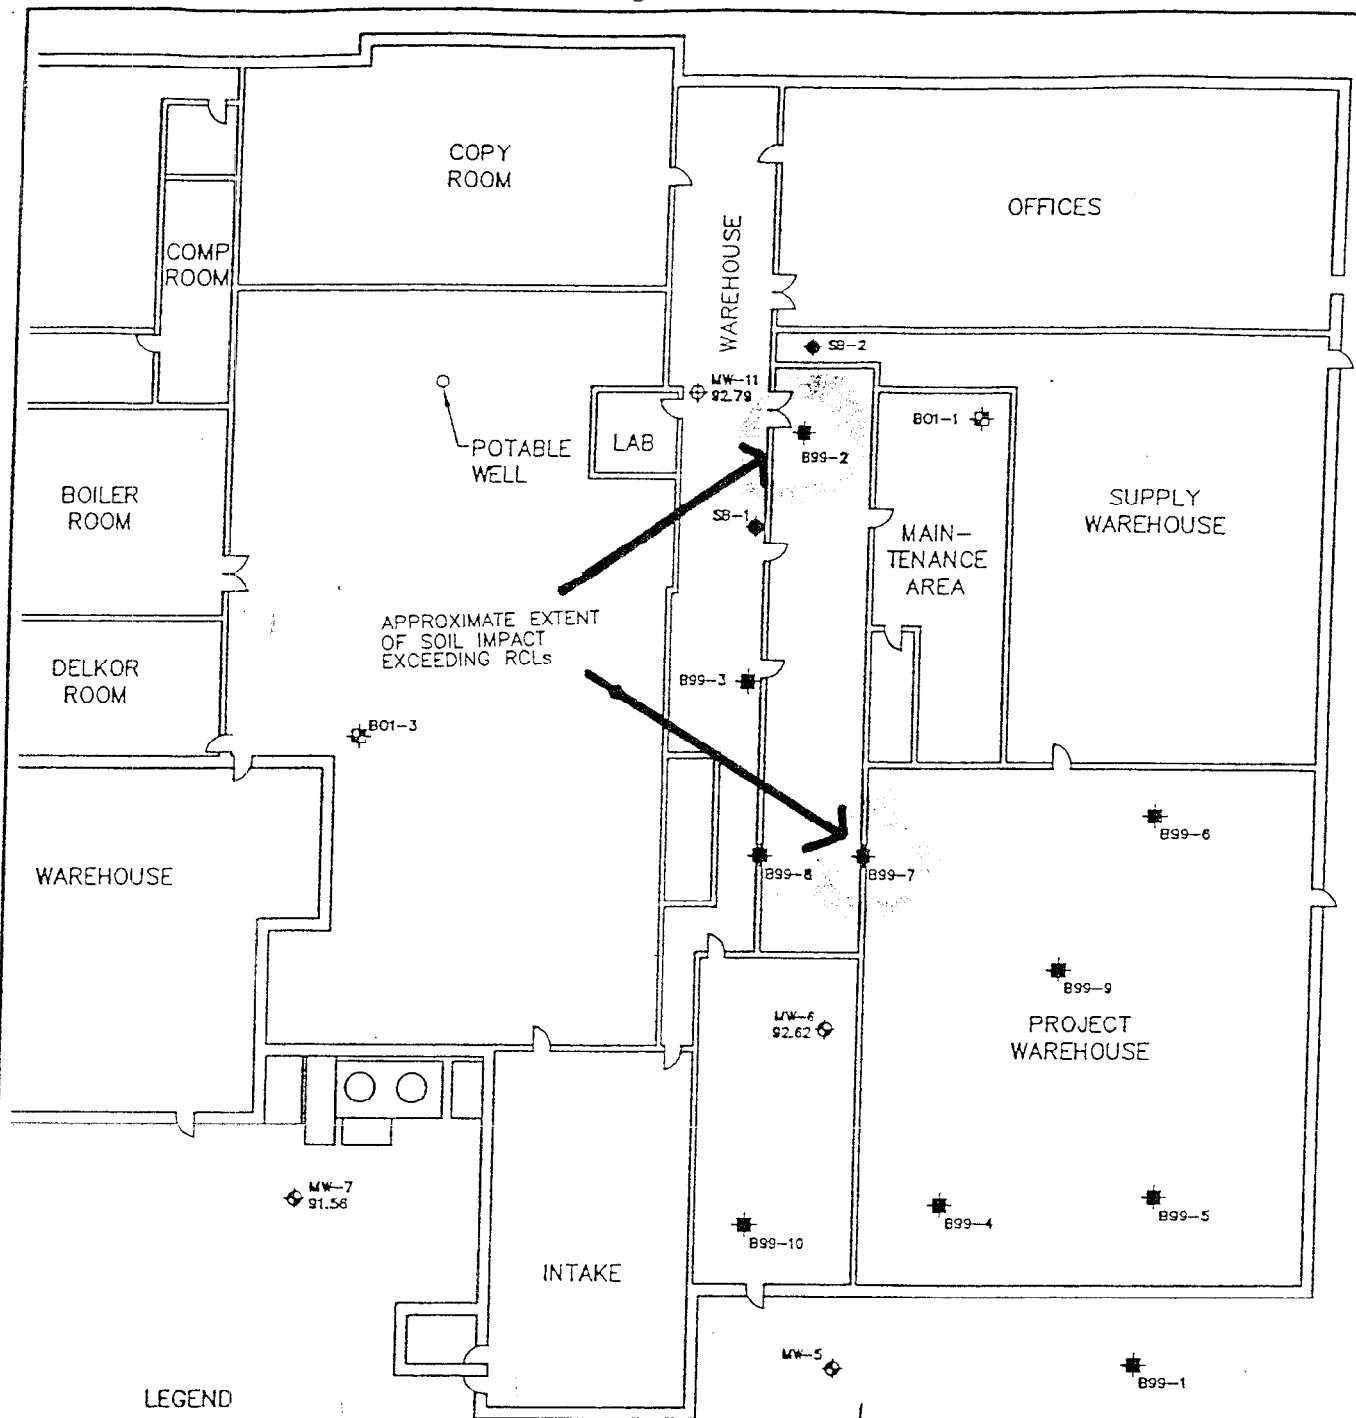 COPY
ROOM
OFFICES
WAREHOUSE
COMP
ROOM
SB-2
MW-11
92.79
B01-1
POTABLE
WELL
LAB
B99-2
BOILER
ROOM
SUPPLY
WAREHOUSE
SB-1
MAIN-
TENANCE
AREA
APPROXIMATE EXTENT
OF SOIL IMPACT
EXCEEDING RCLs
DELKOR
ROOM
B99-3
B01-3
B99-6
WAREHOUSE
B99-8
B99-7
B99-9
MW-6
92.62
PROJECT
WAREHOUSE
MW-7
91.56
B99-4
B99-5
B99-10
INTAKE
MW-5
B99-1
LEGEND